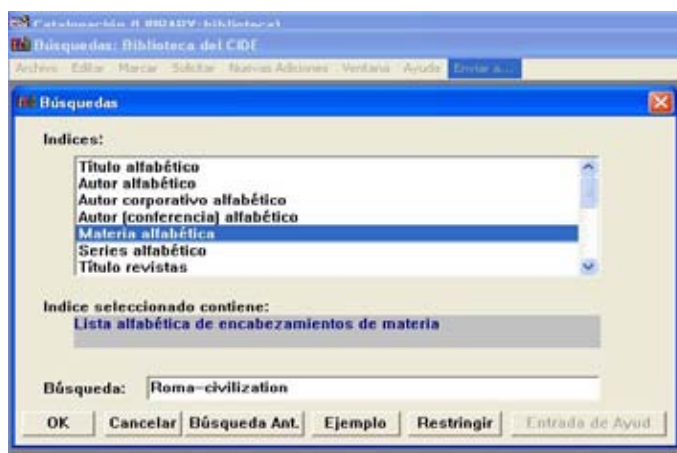 Catalogación
Búsquedas: Biblioteca del CIDE
Archivo Editar Marcar Solicitar Nuevas Adiciones Ventana Ayuda Enviar a...
Búsquedas
Indices:
Título alfabético
Autor alfabético
Autor corporativo alfabético
Autor (conferencia) alfabético
Materia alfabética
Series alfabético
Título revistas
Indice seleccionado contiene:
Lista alfabética de encabezamientos de materia
Búsqueda: Roma-civilization
OK Cancelar Búsqueda Ant. Ejemplo Restringir Entrada de Ayud